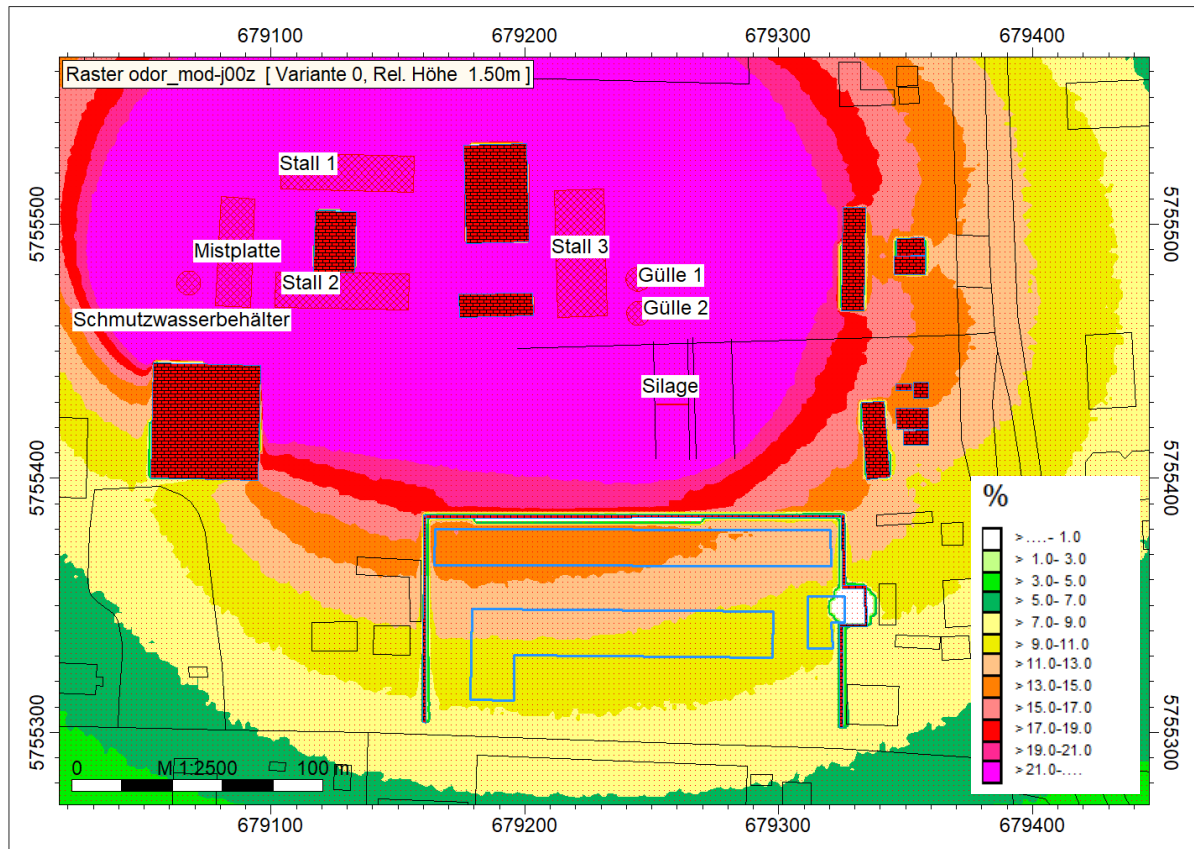 679100 679200 679300 679400
Raster odor_mod-j00z [ Variante 0, Rel. Höhe 1.50m ]
Stall 1
5755500
5755500
Mistplatte
Stall 3
Stall 2
Gülle 1
Gülle 2
Schmutzwasserbehälter
Silage
5755400
5755400
%
>....- 1.0
> 1.0- 3.0
> 3.0- 5.0
> 5.0- 7.0
> 7.0- 9.0
> 9.0-11.0
>11.0-13.0
>13.0-15.0
>15.0-17.0
>17.0-19.0
>19.0-21.0
>21.0-....
5755300
5755300
0 M 1:2500 100 m
679100 679200 679300 679400